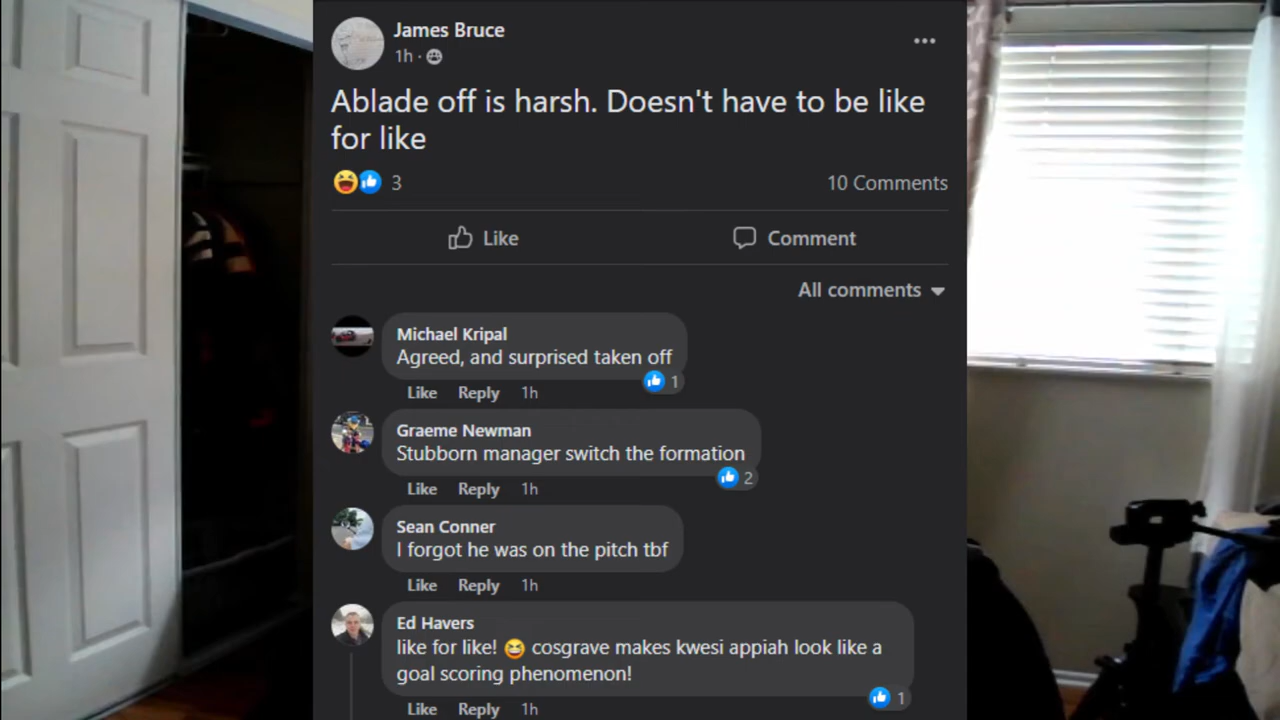 James Bruce
1h ·
Ablade off is harsh. Doesn't have to be like
for like
3
10 Comments
Like
Comment
All comments
Michael Kripal
Agreed, and surprised taken off
1
Like Reply 1h
Graeme Newman
Stubborn manager switch the formation
2
Like Reply 1h
Sean Conner
I forgot he was on the pitch tbf
Like Reply 1h
Ed Havers
like for like! 😆 cosgrave makes kwesi appiah look like a
goal scoring phenomenon!
1
Like Reply 1h